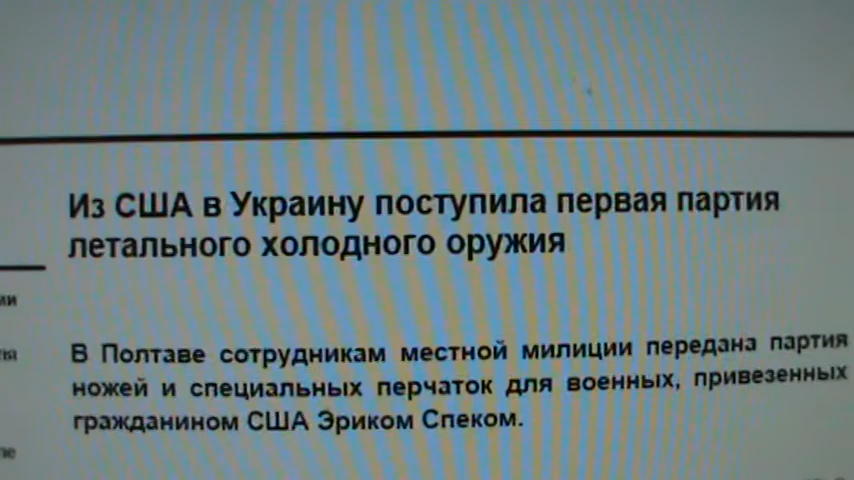 Из США в Украину поступила первая партия
летального холодного оружия
ми
В Полтаве сотрудникам местной милиции передана партия
ножей и специальных перчаток для военных, привезенных
гражданином США Эриком Спеком.